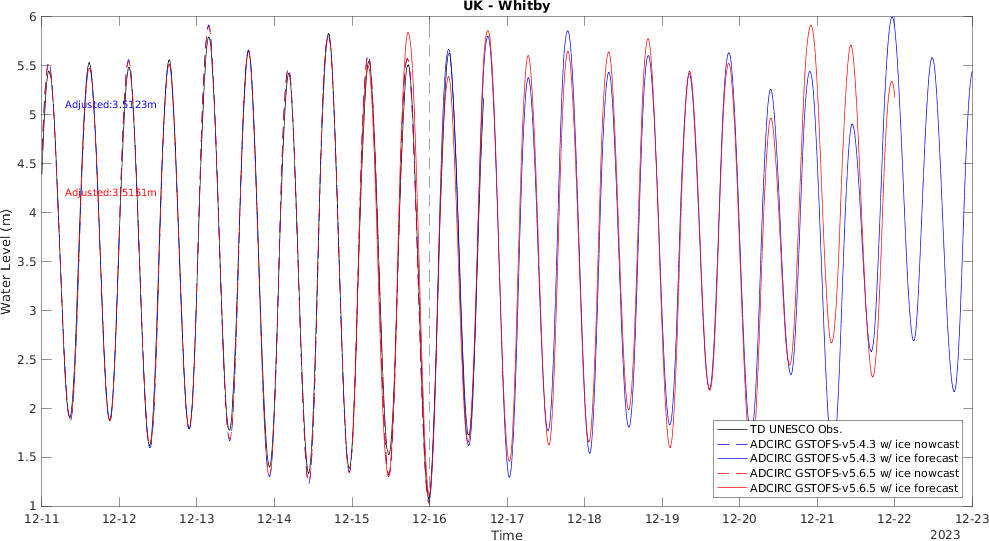 UK - Whitby
6
5.5
5
4.5
4
3.5
3
2.5
2
1.5
1
Water Level (m)
Adjusted:3.5123m
Adjusted:3.5151m
TD UNESCO Obs.
ADCIRC GSTOFS-v5.4.3 w/ ice nowcast
ADCIRC GSTOFS-v5.4.3 w/ ice forecast
ADCIRC GSTOFS-v5.6.5 w/ ice nowcast
ADCIRC GSTOFS-v5.6.5 w/ ice forecast
12-11 12-12 12-13 12-14 12-15 12-16 12-17 12-18 12-19 12-20 12-21 12-22 12-23
Time
2023